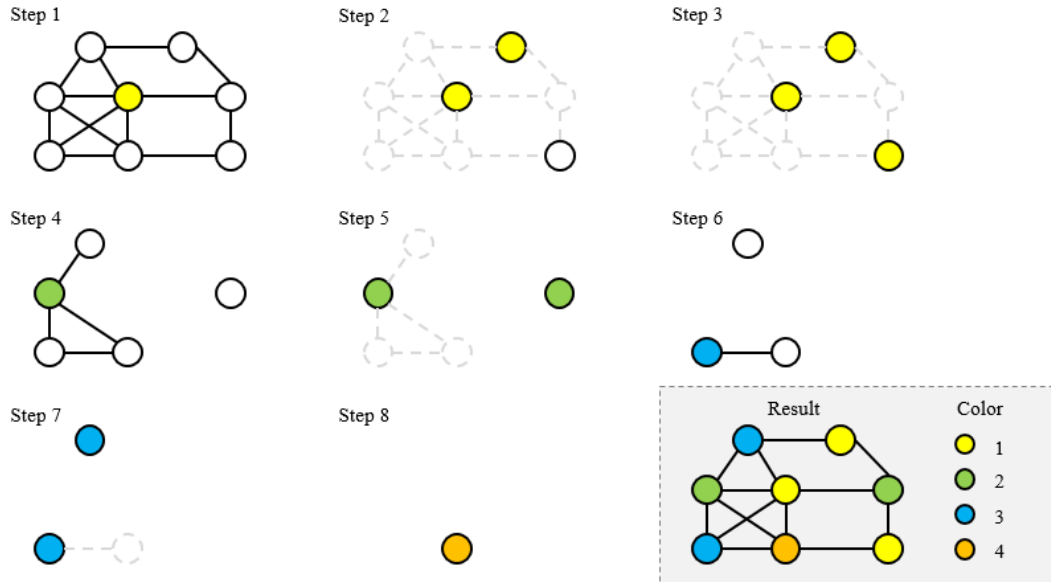 Step 1
Step 2
Step 3
Step 4
Step 5
Step 6
Step 7
Step 8
Result
Color
1
2
3
4